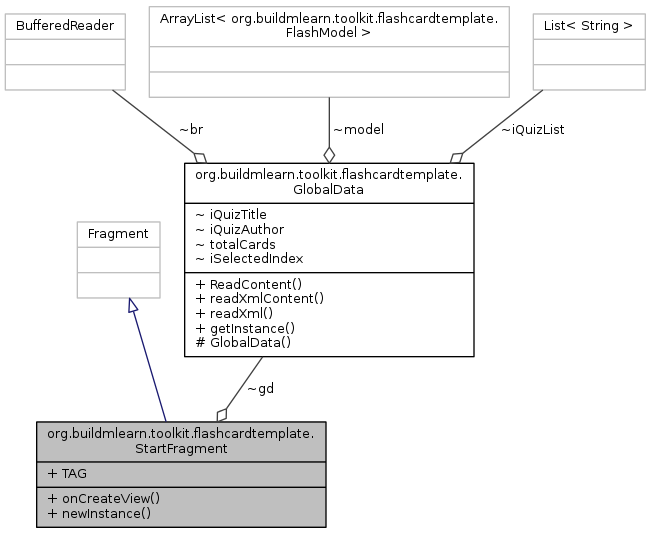 BufferedReader
ArrayList< org.buildmlearn.toolkit.flashcardtemplate.
FlashModel >
List< String >
~br
~model
~iQuizList
org.buildmlearn.toolkit.flashcardtemplate.
GlobalData
~ iQuizTitle
~ iQuizAuthor
~ totalCards
~ iSelectedIndex
+ ReadContent()
+ readXmlContent()
+ readXml()
+ getInstance()
# GlobalData()
Fragment
~gd
org.buildmlearn.toolkit.flashcardtemplate.
StartFragment
+ TAG
+ onCreateView()
+ newInstance()